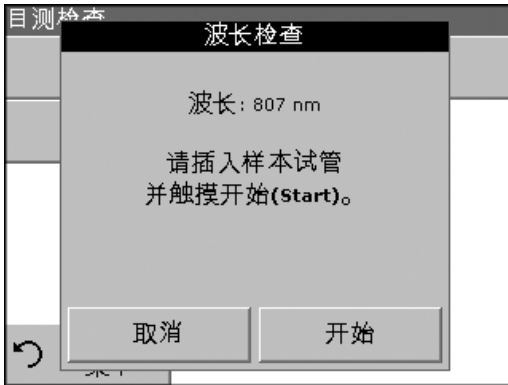 目测检查
波长检查
波长: 807 nm
请插入样本试管
并触摸开始(Start)。
取消
开始